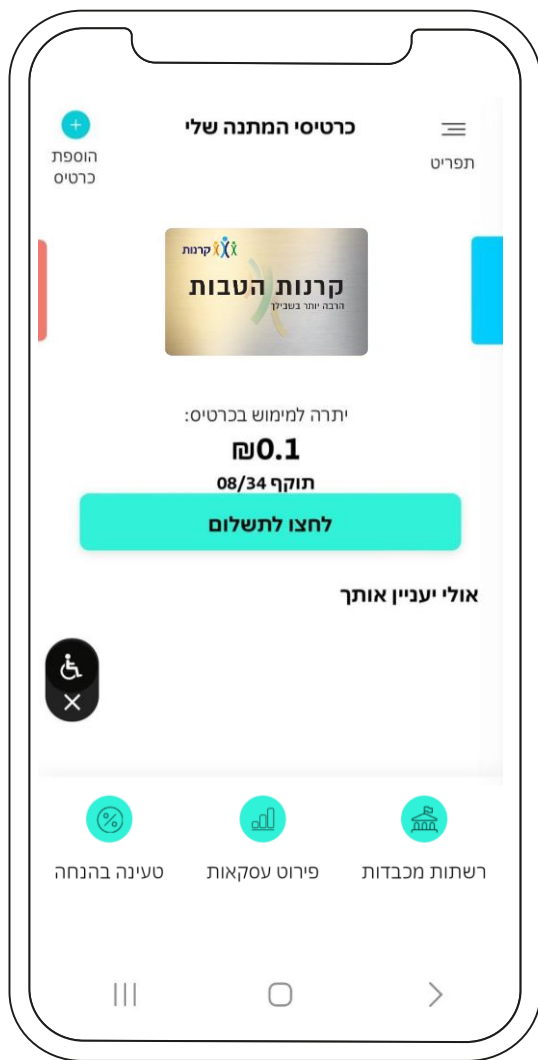 כרטיסי המתנה שלי
תפריט
הוספת
כרטיס
קרנות
קרנות הטבות
הרבה יותר בשבילך
יתרה למימוש בכרטיס:
₪0.1
תוקף 08/34
לחצו לתשלום
אולי יעניין אותך
רשתות מכבדות
פירוט עסקאות
טעינה בהנחה